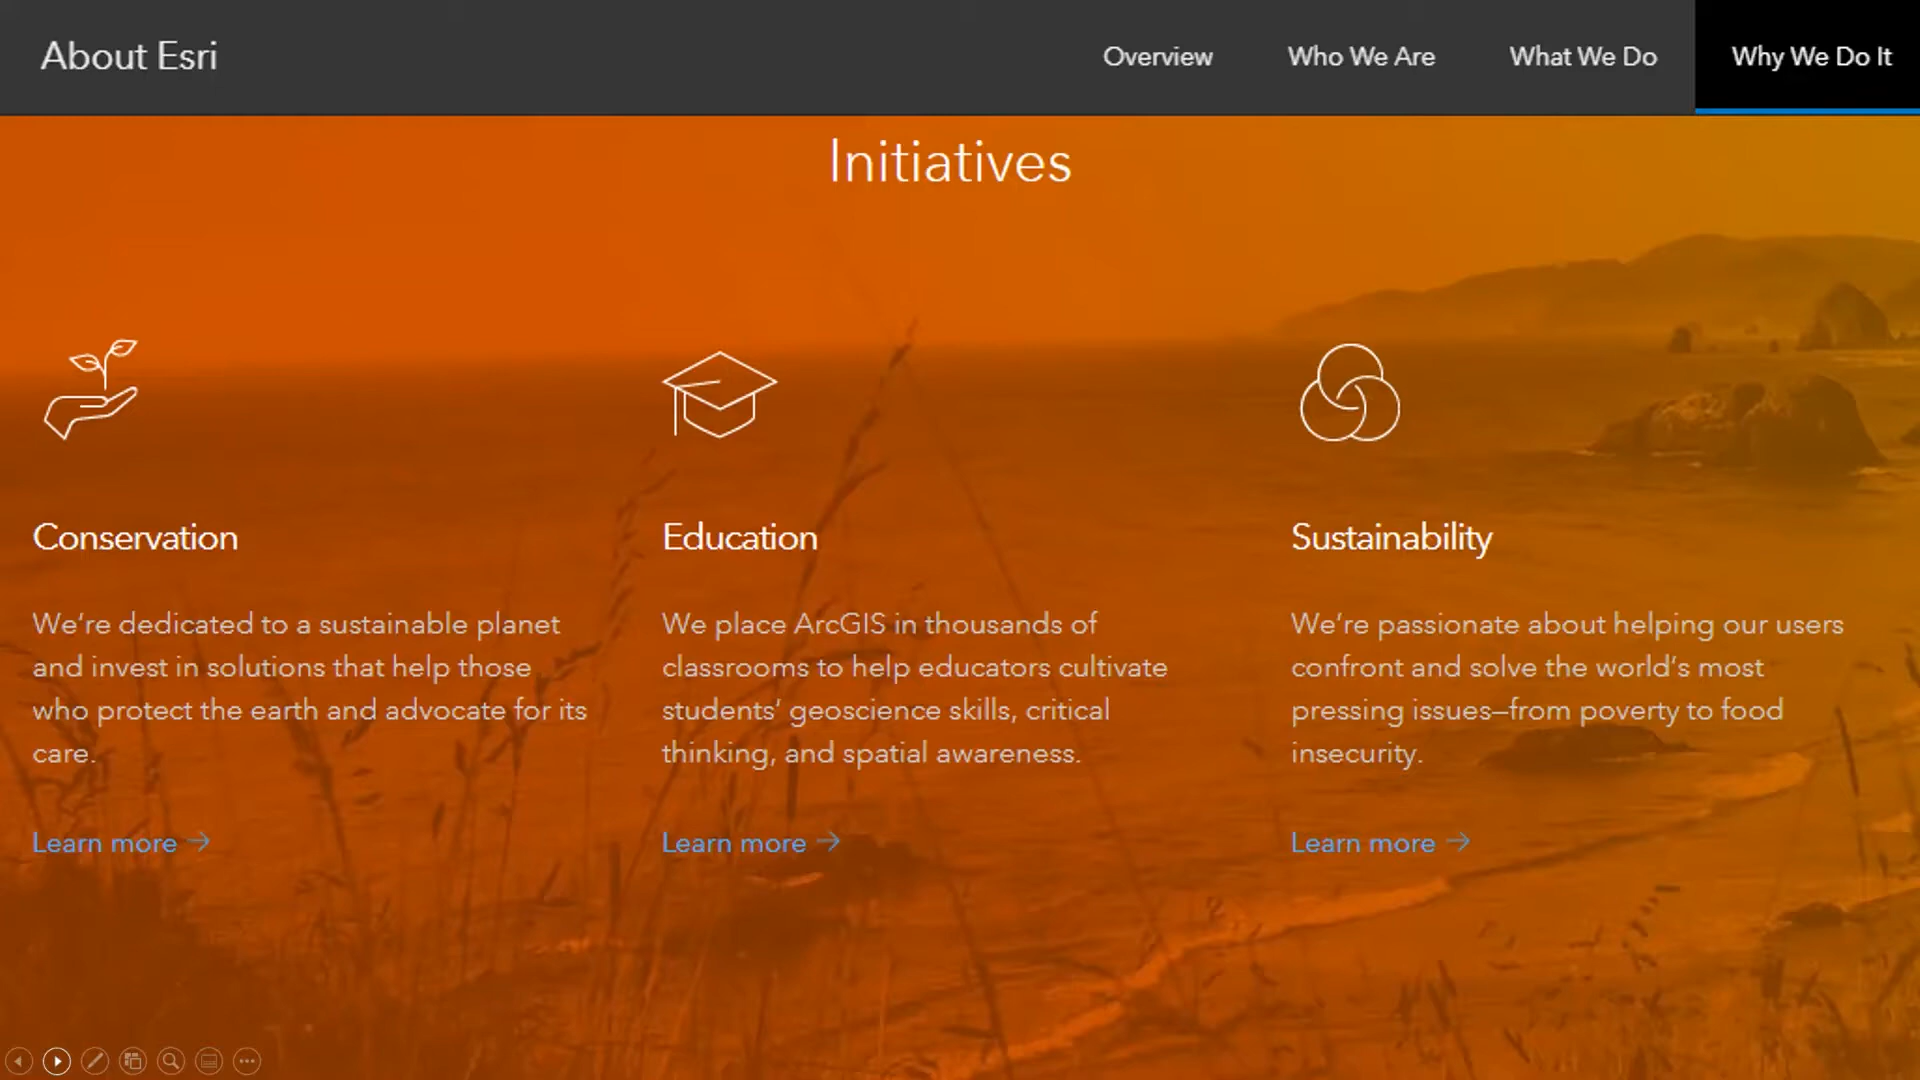 About Esri
Overview
Who We Are
What We Do
Why We Do It
Initiatives
Conservation
We’re dedicated to a sustainable planet
and invest in solutions that help those
who protect the earth and advocate for its
care.
Learn more →
Education
We place ArcGIS in thousands of
classrooms to help educators cultivate
students’ geoscience skills, critical
thinking, and spatial awareness.
Learn more →
Sustainability
We’re passionate about helping our users
confront and solve the world’s most
pressing issues—from poverty to food
insecurity.
Learn more →